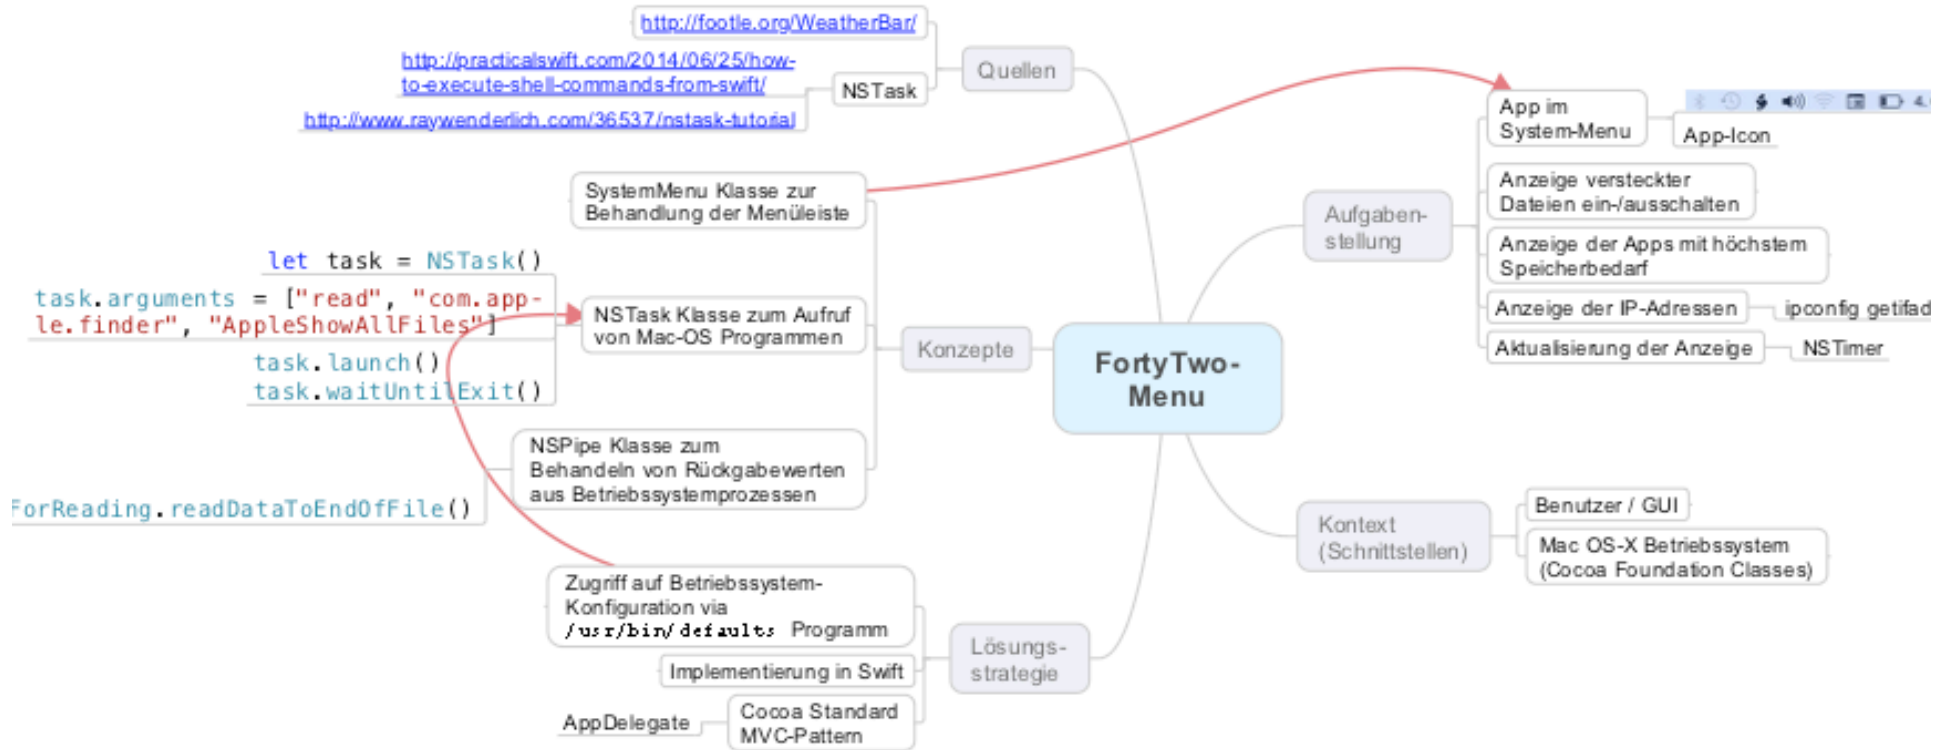 http://footle.org/WeatherBar/
http://practicalswift.com/2014/06/25/how-
to-execute-shell-commands-from-swift/
http://www.raywenderlich.com/36537/nstask-tutorial
NSTask
Quellen
SystemMenu Klasse zur
Behandlung der Menüleiste
let task = NSTask()
task.arguments = ["read", "com.app-
le.finder", "AppleShowAllFiles"]
task.launch()
task.waitUntilExit()
NSTask Klasse zum Aufruf
von Mac-OS Programmen
Konzepte
NSPipe Klasse zum
Behandeln von Rückgabewerten
aus Betriebssystemprozessen
ForReading.readDataToEndOfFile()
Zugriff auf Betriebssystem-
Konfiguration via
/usr/bin/defaults Programm
Implementierung in Swift
AppDelegate
Cocoa Standard
MVC-Pattern
Lösungs-
strategie
FortyTwo-
Menu
Aufgaben-
stellung
App im
System-Menu
4.
App-Icon
Anzeige versteckter
Dateien ein-/ausschalten
Anzeige der Apps mit höchstem
Speicherbedarf
Anzeige der IP-Adressen
ipconfig getifad
Aktualisierung der Anzeige
NSTimer
Kontext
(Schnittstellen)
Benutzer / GUI
Mac OS-X Betriebssystem
(Cocoa Foundation Classes)